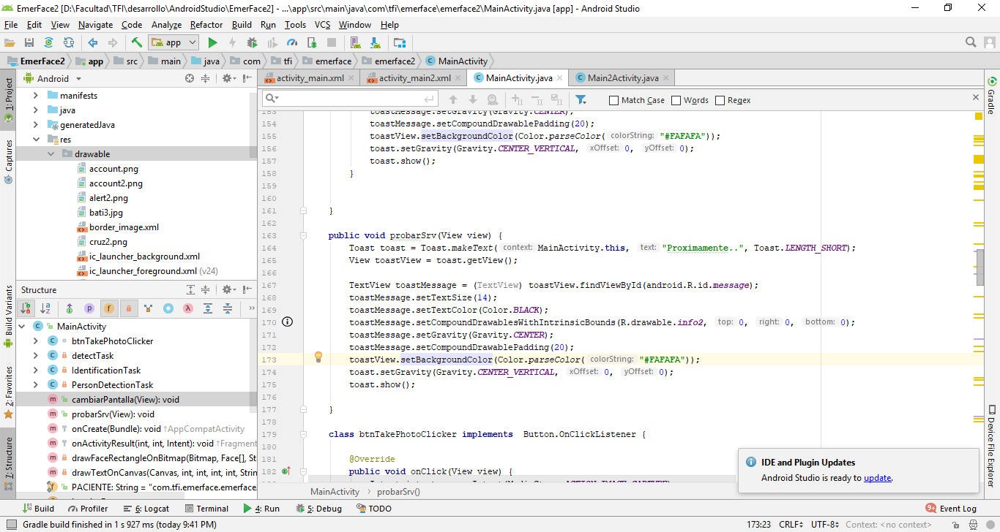 EmerFace2 [D:\Facultad\TFI\desarrollo\AndroidStudio\EmerFace2] - ...\app\src\main\java\com\tfi\emerface\emerface2\MainActivity.java [app] - Android Studio
File Edit View Navigate Code Analyze Refactor Build Run Tools VCS Window Help
app
EmerFace2 app src main java com tfi emerface emerface2 MainActivity
1: Project
Captures
Build Variants
2: Favorites
7: Structure
Android
manifests
java
generatedJava
res
drawable
account.png
account2.png
alert2.png
bati3.jpg
border_image.xml
cruz2.png
ic_launcher_background.xml
ic_launcher_foreground.xml (v24)
Structure
MainActivity
btnTakePhotoClicker
detectTask
IdentificationTask
PersonDetectionTask
cambiarPantalla(View): void
probarSrv(View): void
onCreate(Bundle): void ↑AppCompatActivity
onActivityResult(int, int, Intent): void ↑Fragment
drawFaceRectangleOnBitmap(Bitmap, Face[], St
drawTextOnCanvas(Canvas, int, int, int, int, Strin
PACIENTE: String = "com.tfi.emerface.emerface.
activity_main.xml activity_main2.xml MainActivity.java Main2Activity.java
Match Case Words Regex
153 toastMessage.setGravity(Gravity.CENTER);
154 toastMessage.setCompoundDrawablePadding(20);
155 toastView.setBackgroundColor(Color.parseColor( colorString: "#FAFAFA"));
156 toast.setGravity(Gravity.CENTER_VERTICAL, xOffset: 0, yOffset: 0);
157 toast.show();
158 }
159
160
161 }
162
163 public void probarSrv(View view) {
164 Toast toast = Toast.makeText( context: MainActivity.this, text: "Proximamente..", Toast.LENGTH_SHORT);
165 View toastView = toast.getView();
166
167 TextView toastMessage = (TextView) toastView.findViewById(android.R.id.message);
168 toastMessage.setTextSize(14);
169 toastMessage.setTextColor(Color.BLACK);
170 toastMessage.setCompoundDrawablesWithIntrinsicBounds(R.drawable.info2, top: 0, right: 0, bottom: 0);
171 toastMessage.setGravity(Gravity.CENTER);
172 toastMessage.setCompoundDrawablePadding(20);
173 toastView.setBackgroundColor(Color.parseColor( colorString: "#FAFAFA"));
174 toast.setGravity(Gravity.CENTER_VERTICAL, xOffset: 0, yOffset: 0);
175 toast.show();
176
177 }
178
179 class btnTakePhotoClicker implements Button.OnClickListener {
180
181 @Override
182 public void onClick(View view) {
MainActivity probarSrv()
Gradle
Device File Explorer
IDE and Plugin Updates
Android Studio is ready to update.
Build Profiler 6: Logcat Terminal 4: Run 5: Debug TODO 9+ Event Log
Gradle build finished in 1 s 927 ms (today 9:41 PM) 173:23 CRLF UTF-8 Context: <no context>